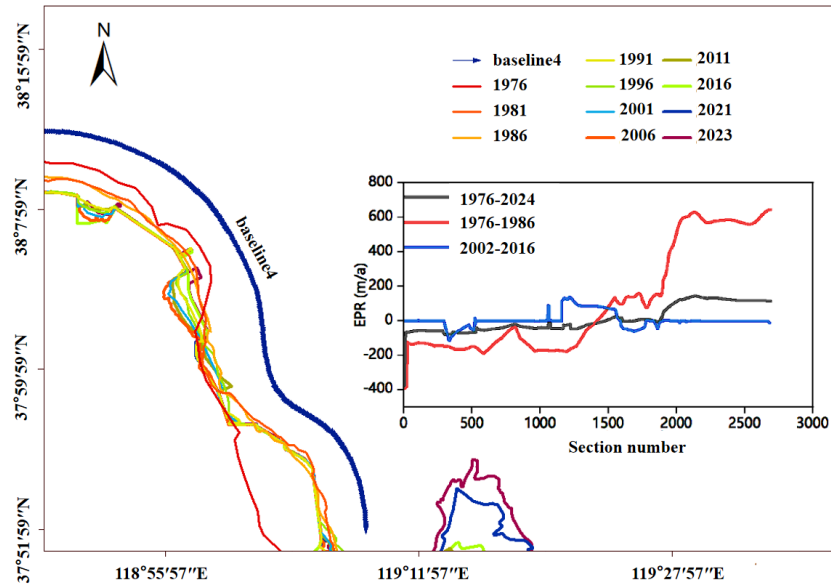 N
38°15′59″N
38°7′59″N
37°59′59″N
37°51′59″N
118°55′57″E
119°11′57″E
119°27′57″E
baseline4
baseline4
1976
1981
1986
1991
1996
2001
2006
2011
2016
2021
2023
800
600
400
200
0
-200
-400
EPR (m/a)
1976-2024
1976-1986
2002-2016
0
500
1000
1500
2000
2500
3000
Section number